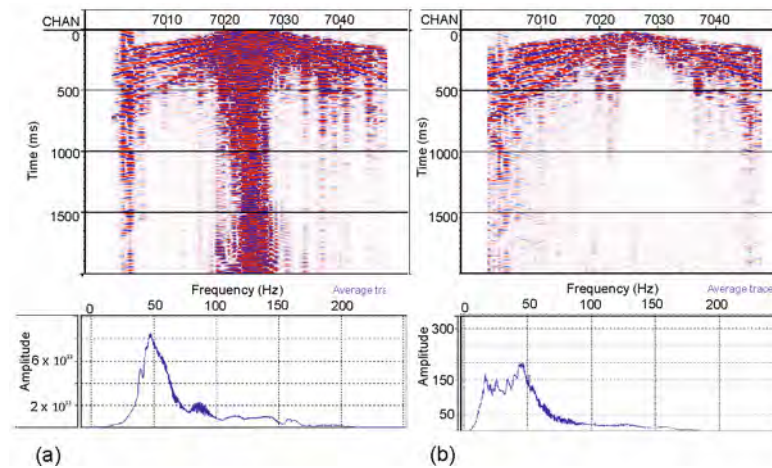 CHAN 7010 7020 7030 7040
0
500
1000
1500
Time (ms)
Frequency (Hz) Average tra
0 50 100 150 200
Amplitude
6 x
2 x
(a)
CHAN 7010 7020 7030 7040
0
500
1000
1500
Time (ms)
Frequency (Hz) Average trace
0 50 100 150 200
Amplitude
300
150
50
(b)